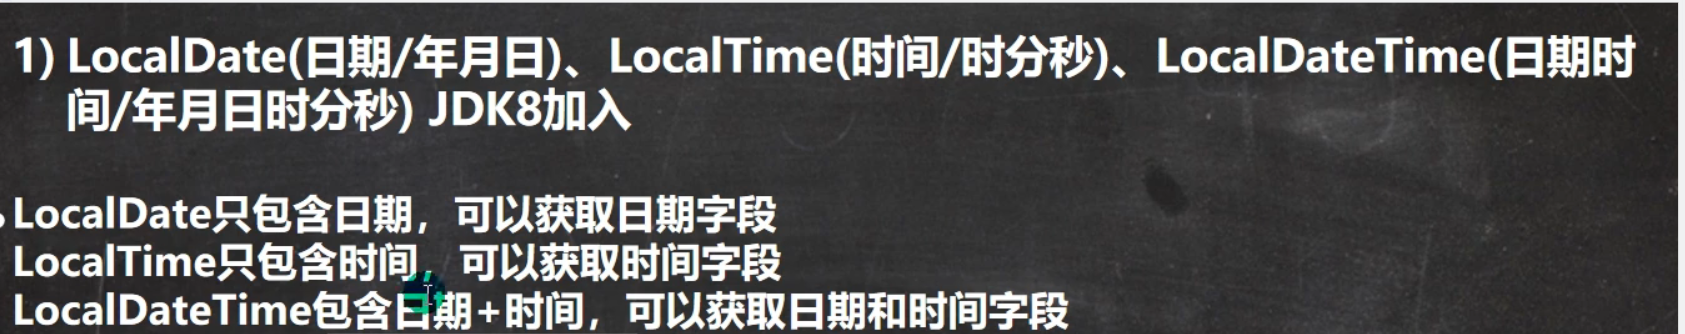 1) LocalDate(日期/年月日)、LocalTime(时间/时分秒)、LocalDateTime(日期时
间/年月日时分秒) JDK8加入
LocalDate只包含日期，可以获取日期字段
LocalTime只包含时间，可以获取时间字段
LocalDateTime包含日期+时间，可以获取日期和时间字段